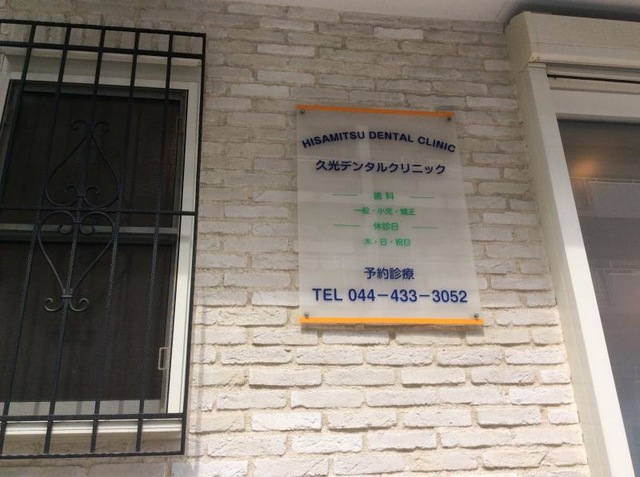 HISAMITSU DENTAL CLINIC
久光デンタルクリニック
歯科
一般・小児・矯正
休診日
木・日・祝日
予約診療
TEL 044-433-3052